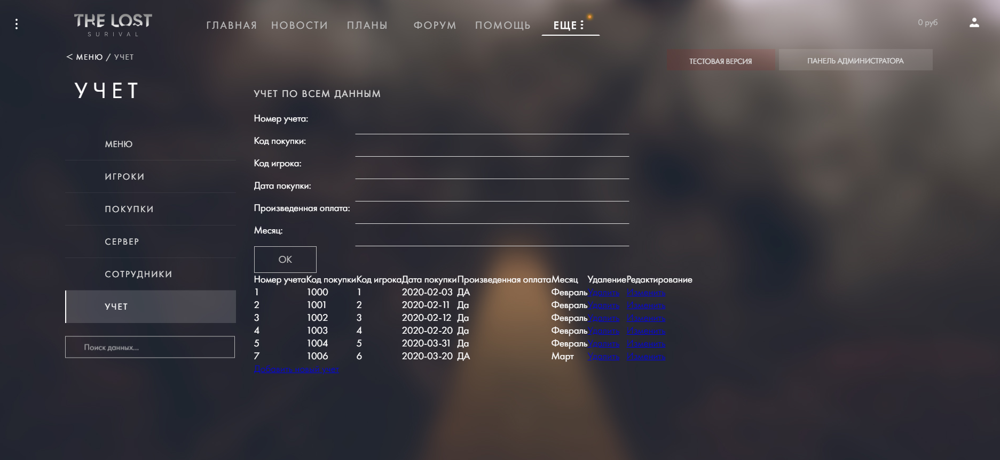 THE LOST
SURIVAL
ГЛАВНАЯ НОВОСТИ ПЛАНЫ ФОРУМ ПОМОЩЬ ЕЩЕ
0 руб
< МЕНЮ / УЧЕТ
ТЕСТОВАЯ ВЕРСИЯ
ПАНЕЛЬ АДМИНИСТРАТОРА
УЧЕТ
МЕНЮ
ИГРОКИ
ПОКУПКИ
СЕРВЕР
СОТРУДНИКИ
УЧЕТ
Поиск данных...
УЧЕТ ПО ВСЕМ ДАННЫМ
Номер учета:
Код покупки:
Код игрока:
Дата покупки:
Произведенная оплата:
Месяц:
ОК
Номер учета Код покупки Код игрока Дата покупки Произведенная оплата Месяц Удаление Редактирование
1 1000 1 2020-02-03 ДА Февраль Удалить Изменить
2 1001 2 2020-02-11 Да Февраль Удалить Изменить
3 1002 3 2020-02-12 Да Февраль Удалить Изменить
4 1003 4 2020-02-20 Да Февраль Удалить Изменить
5 1004 5 2020-03-31 Да Февраль Удалить Изменить
7 1006 6 2020-03-20 ДА Март Удалить Изменить
Добавить новый учет